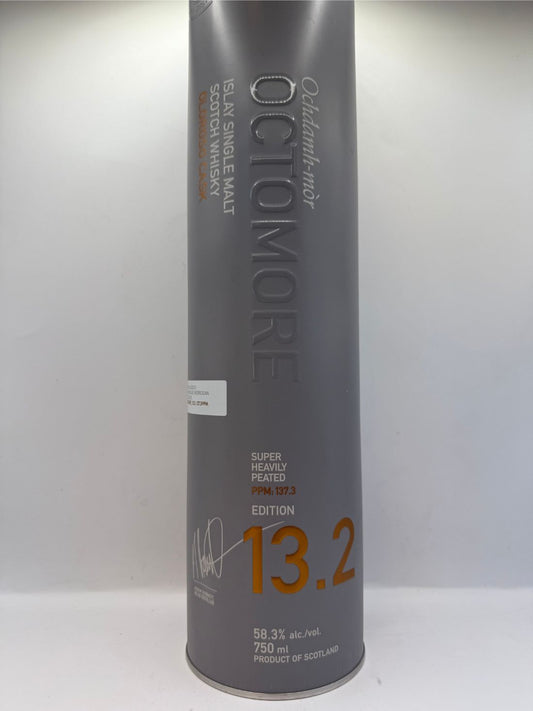 Ochdamh-mòr
OCTOMORE
ISLAY SINGLE MALT
SCOTCH WHISKY
OLOROSO CASK
SUPER
HEAVILY
PEATED
PPM: 137.3
EDITION
13.2
58.3% alc./vol.
750 ml
PRODUCT OF SCOTLAND